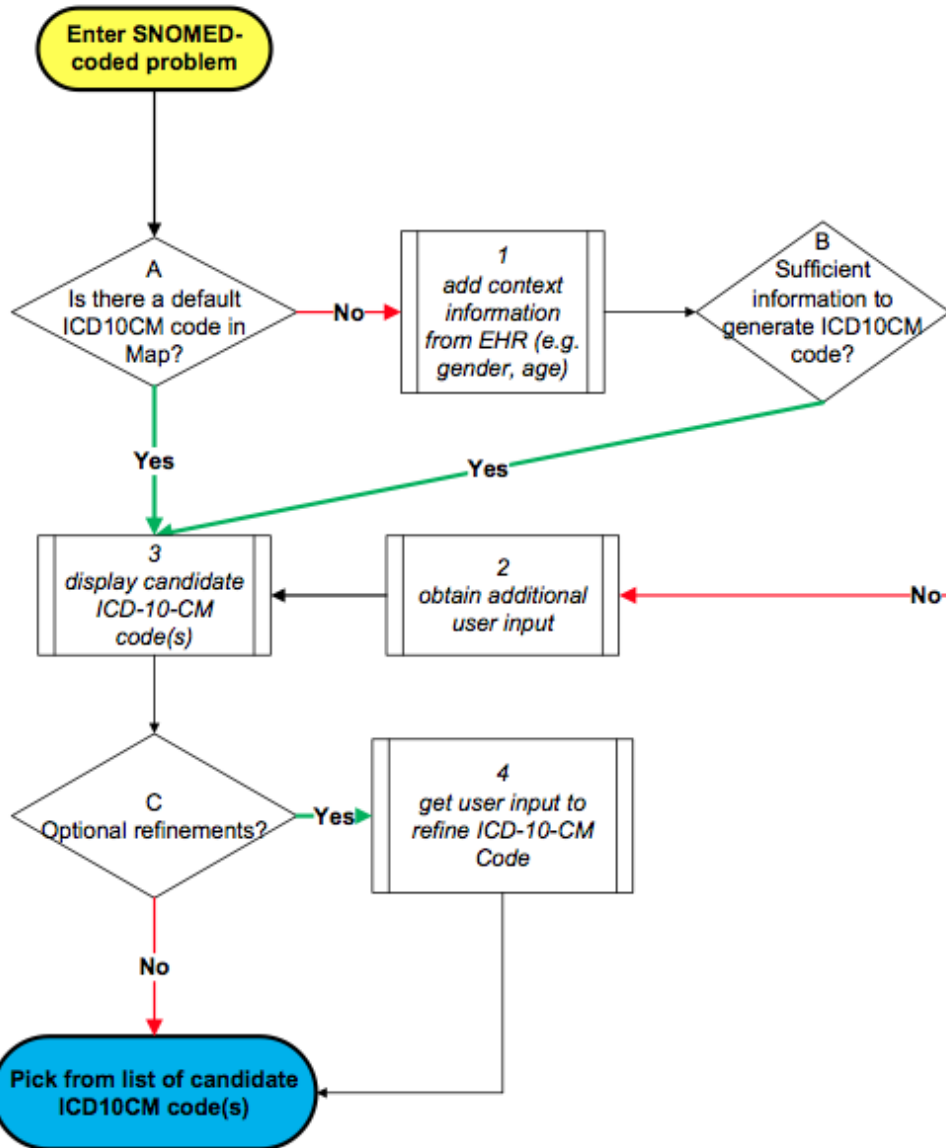 Enter SNOMED-
coded problem
A
Is there a default
ICD10CM code in
Map?
No
1
add context
information
from EHR (e.g.
gender, age)
B
Sufficient
information to
generate ICD10CM
code?
Yes
Yes
3
display candidate
ICD-10-CM
code(s)
2
obtain additional
user input
No
C
Optional refinements?
Yes
4
get user input to
refine ICD-10-CM
Code
No
Pick from list of candidate
ICD10CM code(s)